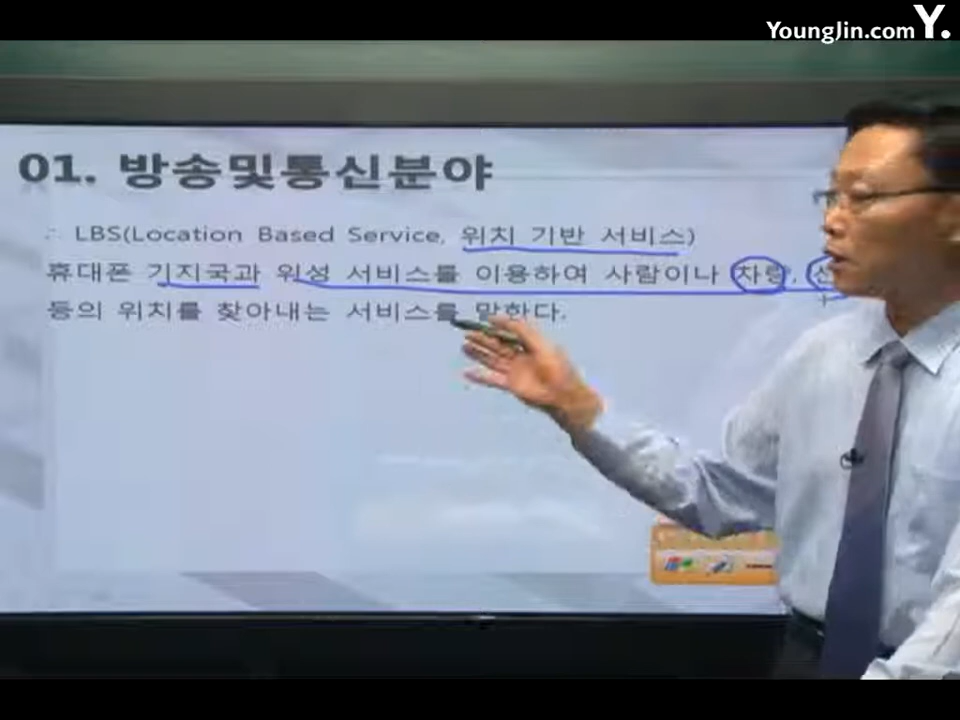 YoungJin.com Y.
01. 방송및통신분야
∴ LBS(Location Based Service, 위치 기반 서비스)
휴대폰 기지국과 위성 서비스를 이용하여 사람이나 차량,
등의 위치를 찾아내는 서비스를 말한다.